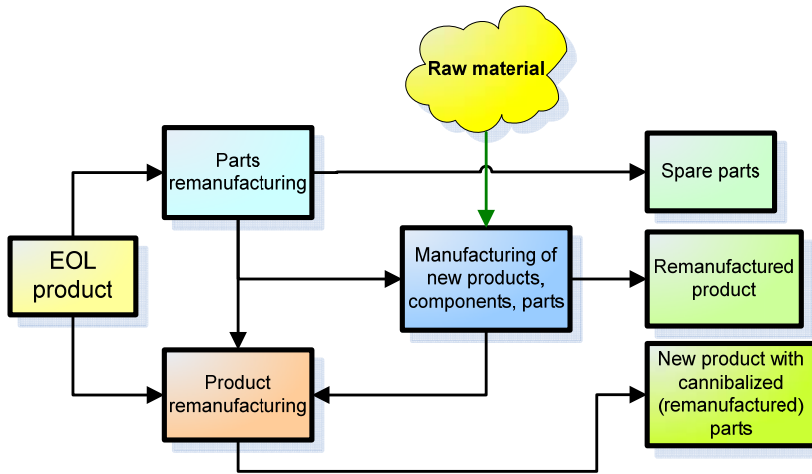 Raw material
Parts
remanufacturing
Spare parts
EOL
product
Manufacturing of
new products,
components, parts
Remanufactured
product
Product
remanufacturing
New product with
cannibalized
(remanufactured)
parts